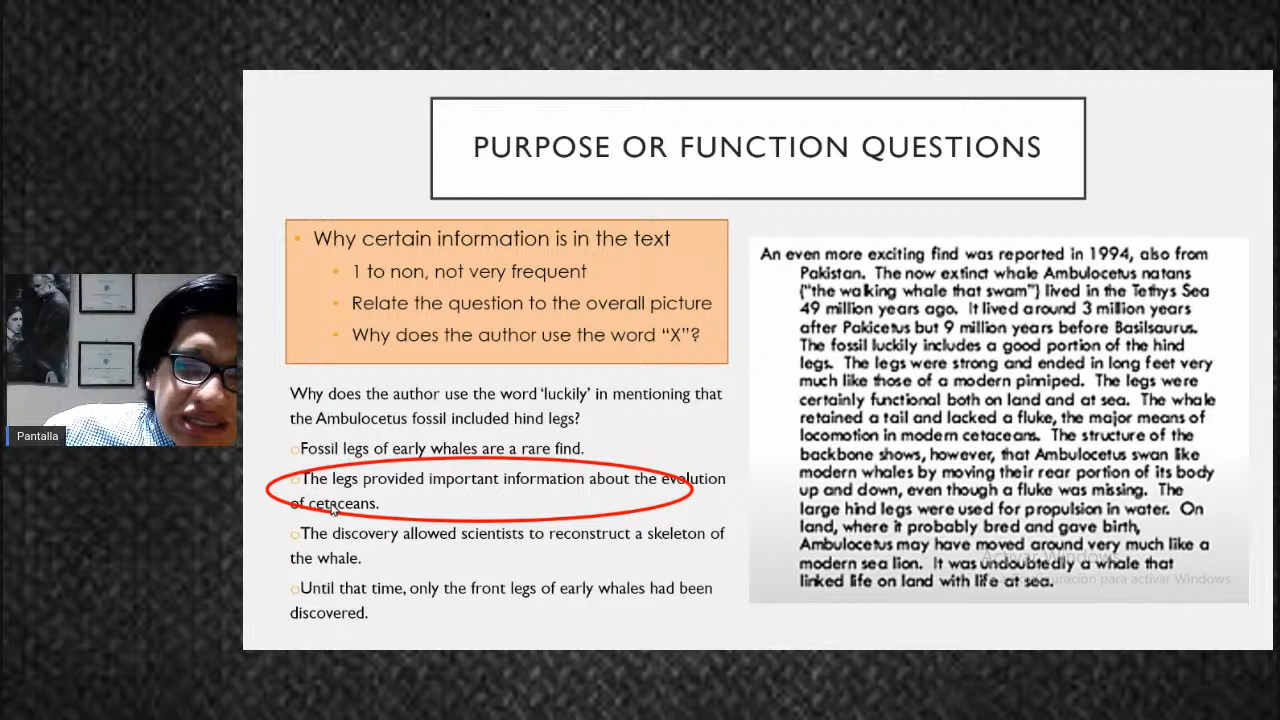 PURPOSE OR FUNCTION QUESTIONS
Why certain information is in the text
1 to non, not very frequent
Relate the question to the overall picture
Why does the author use the word “X”?
Why does the author use the word ‘luckily’ in mentioning that
the Ambulocetus fossil included hind legs?
Fossil legs of early whales are a rare find.
The legs provided important information about the evolution
of cetaceans.
The discovery allowed scientists to reconstruct a skeleton of
the whale.
Until that time, only the front legs of early whales had been
discovered.
An even more exciting find was reported in 1994, also from
Pakistan. The now extinct whale Ambulocetus natans
("the walking whale that swam") lived in the Tethys Sea
49 million years ago. It lived around 3 million years
after Pakicetus but 9 million years before Basilsaurus.
The fossil luckily includes a good portion of the hind
legs. The legs were strong and ended in long feet very
much like those of a modern pinniped. The legs were
certainly functional both on land and at sea. The whale
retained a tail and lacked a fluke, the major means of
locomotion in modern cetaceans. The structure of the
backbone shows, however, that Ambulocetus swan like
modern whales by moving their rear portion of its body
up and down, even though a fluke was missing. The
large hind legs were used for propulsion in water. On
land, where it probably bred and gave birth,
Ambulocetus may have moved around very much like a
modern sea lion. It was undoubtedly a whale that
linked life on land with life at sea.
Activar Windows
configuración para activar Windows.
Pantalla